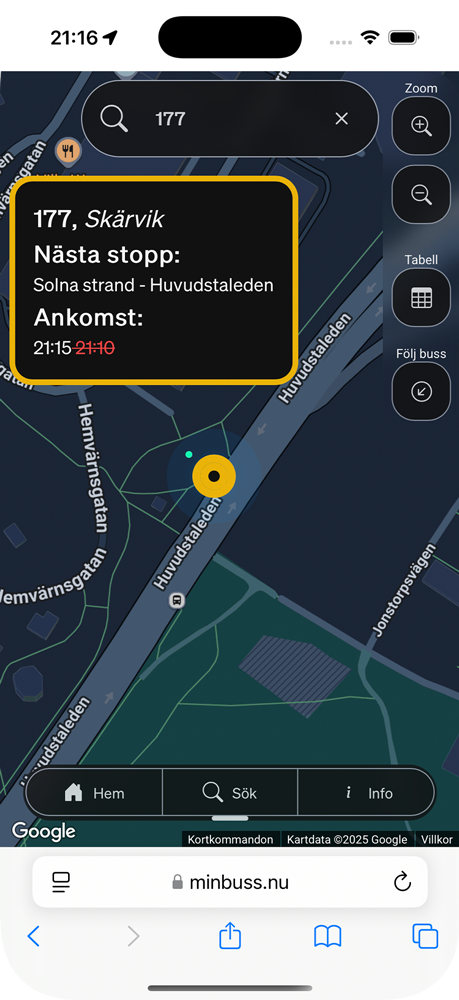 21:16
Zoom
177
177, Skärvik
Nästa stopp:
Solna strand - Huvudstaleden
Ankomst:
21:15 21:10
Tabell
Följ buss
Huvudstaleden
Hemvärnsgatan
Huvudstaleden
Hemvärnsgatan
Jonstorpsvägen
Huvudstaleden
Hem
Sök
i Info
Google
Kortkommandon
Kartdata ©2025 Google
Villkor
minbuss.nu